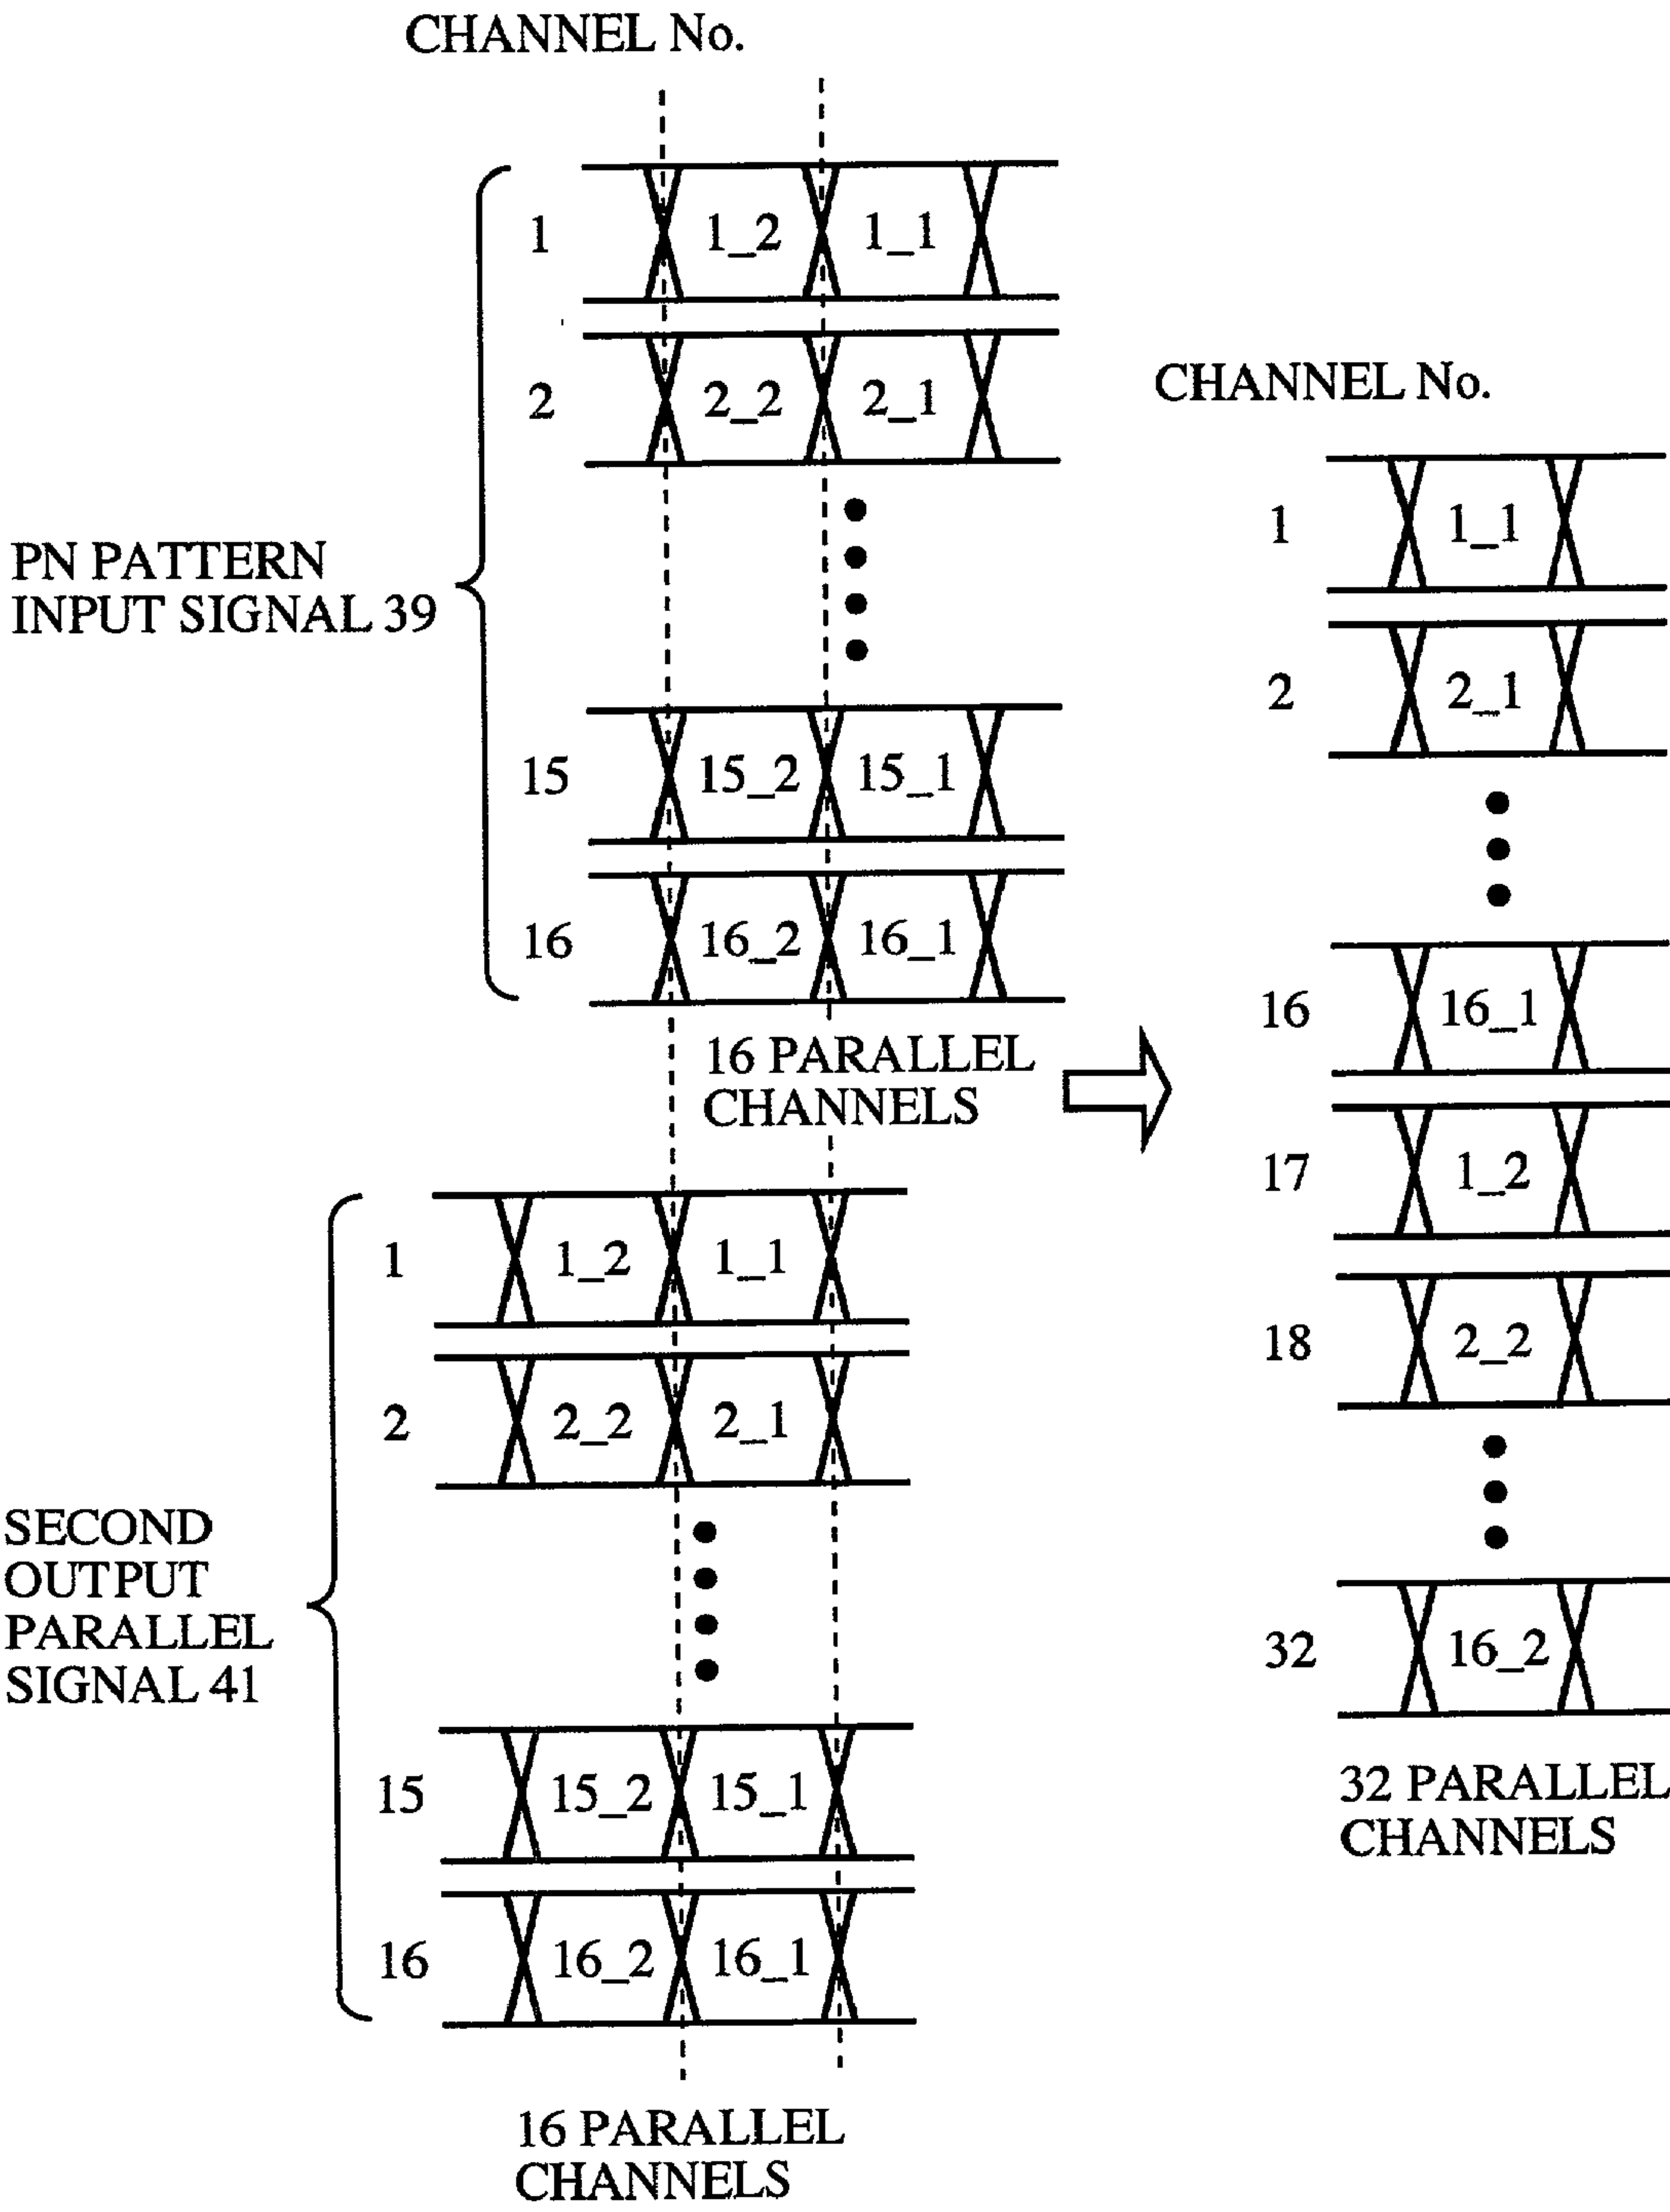 CHANNEL No.
1 1_2 1_1
2 2_2 2_1
PN PATTERN
INPUT SIGNAL 39
15 15_2 15_1
16 16_2 16_1
16 PARALLEL
CHANNELS
1 1_2 1_1
2 2_2 2_1
SECOND
OUTPUT
PARALLEL
SIGNAL 41
15 15_2 15_1
16 16_2 16_1
16 PARALLEL
CHANNELS
CHANNEL No.
1 1_1
2 2_1
16 16_1
17 1_2
18 2_2
32 16_2
32 PARALLEL
CHANNELS